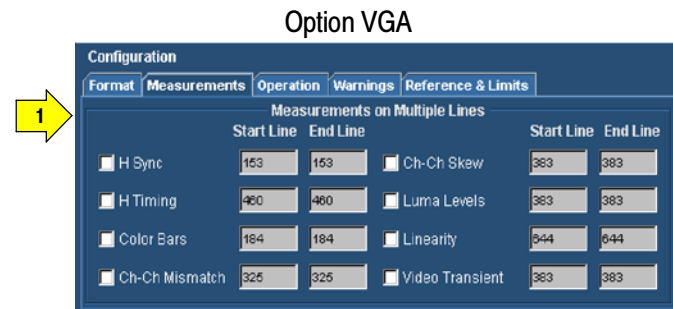 Option VGA
Configuration
Format Measurements Operation Warnings Reference & Limits
1
Measurements on Multiple Lines
Start Line End Line Start Line End Line
H Sync 153 153 Ch-Ch Skew 383 383
H Timing 460 460 Luma Levels 383 383
Color Bars 184 184 Linearity 644 644
Ch-Ch Mismatch 325 325 Video Transient 383 383